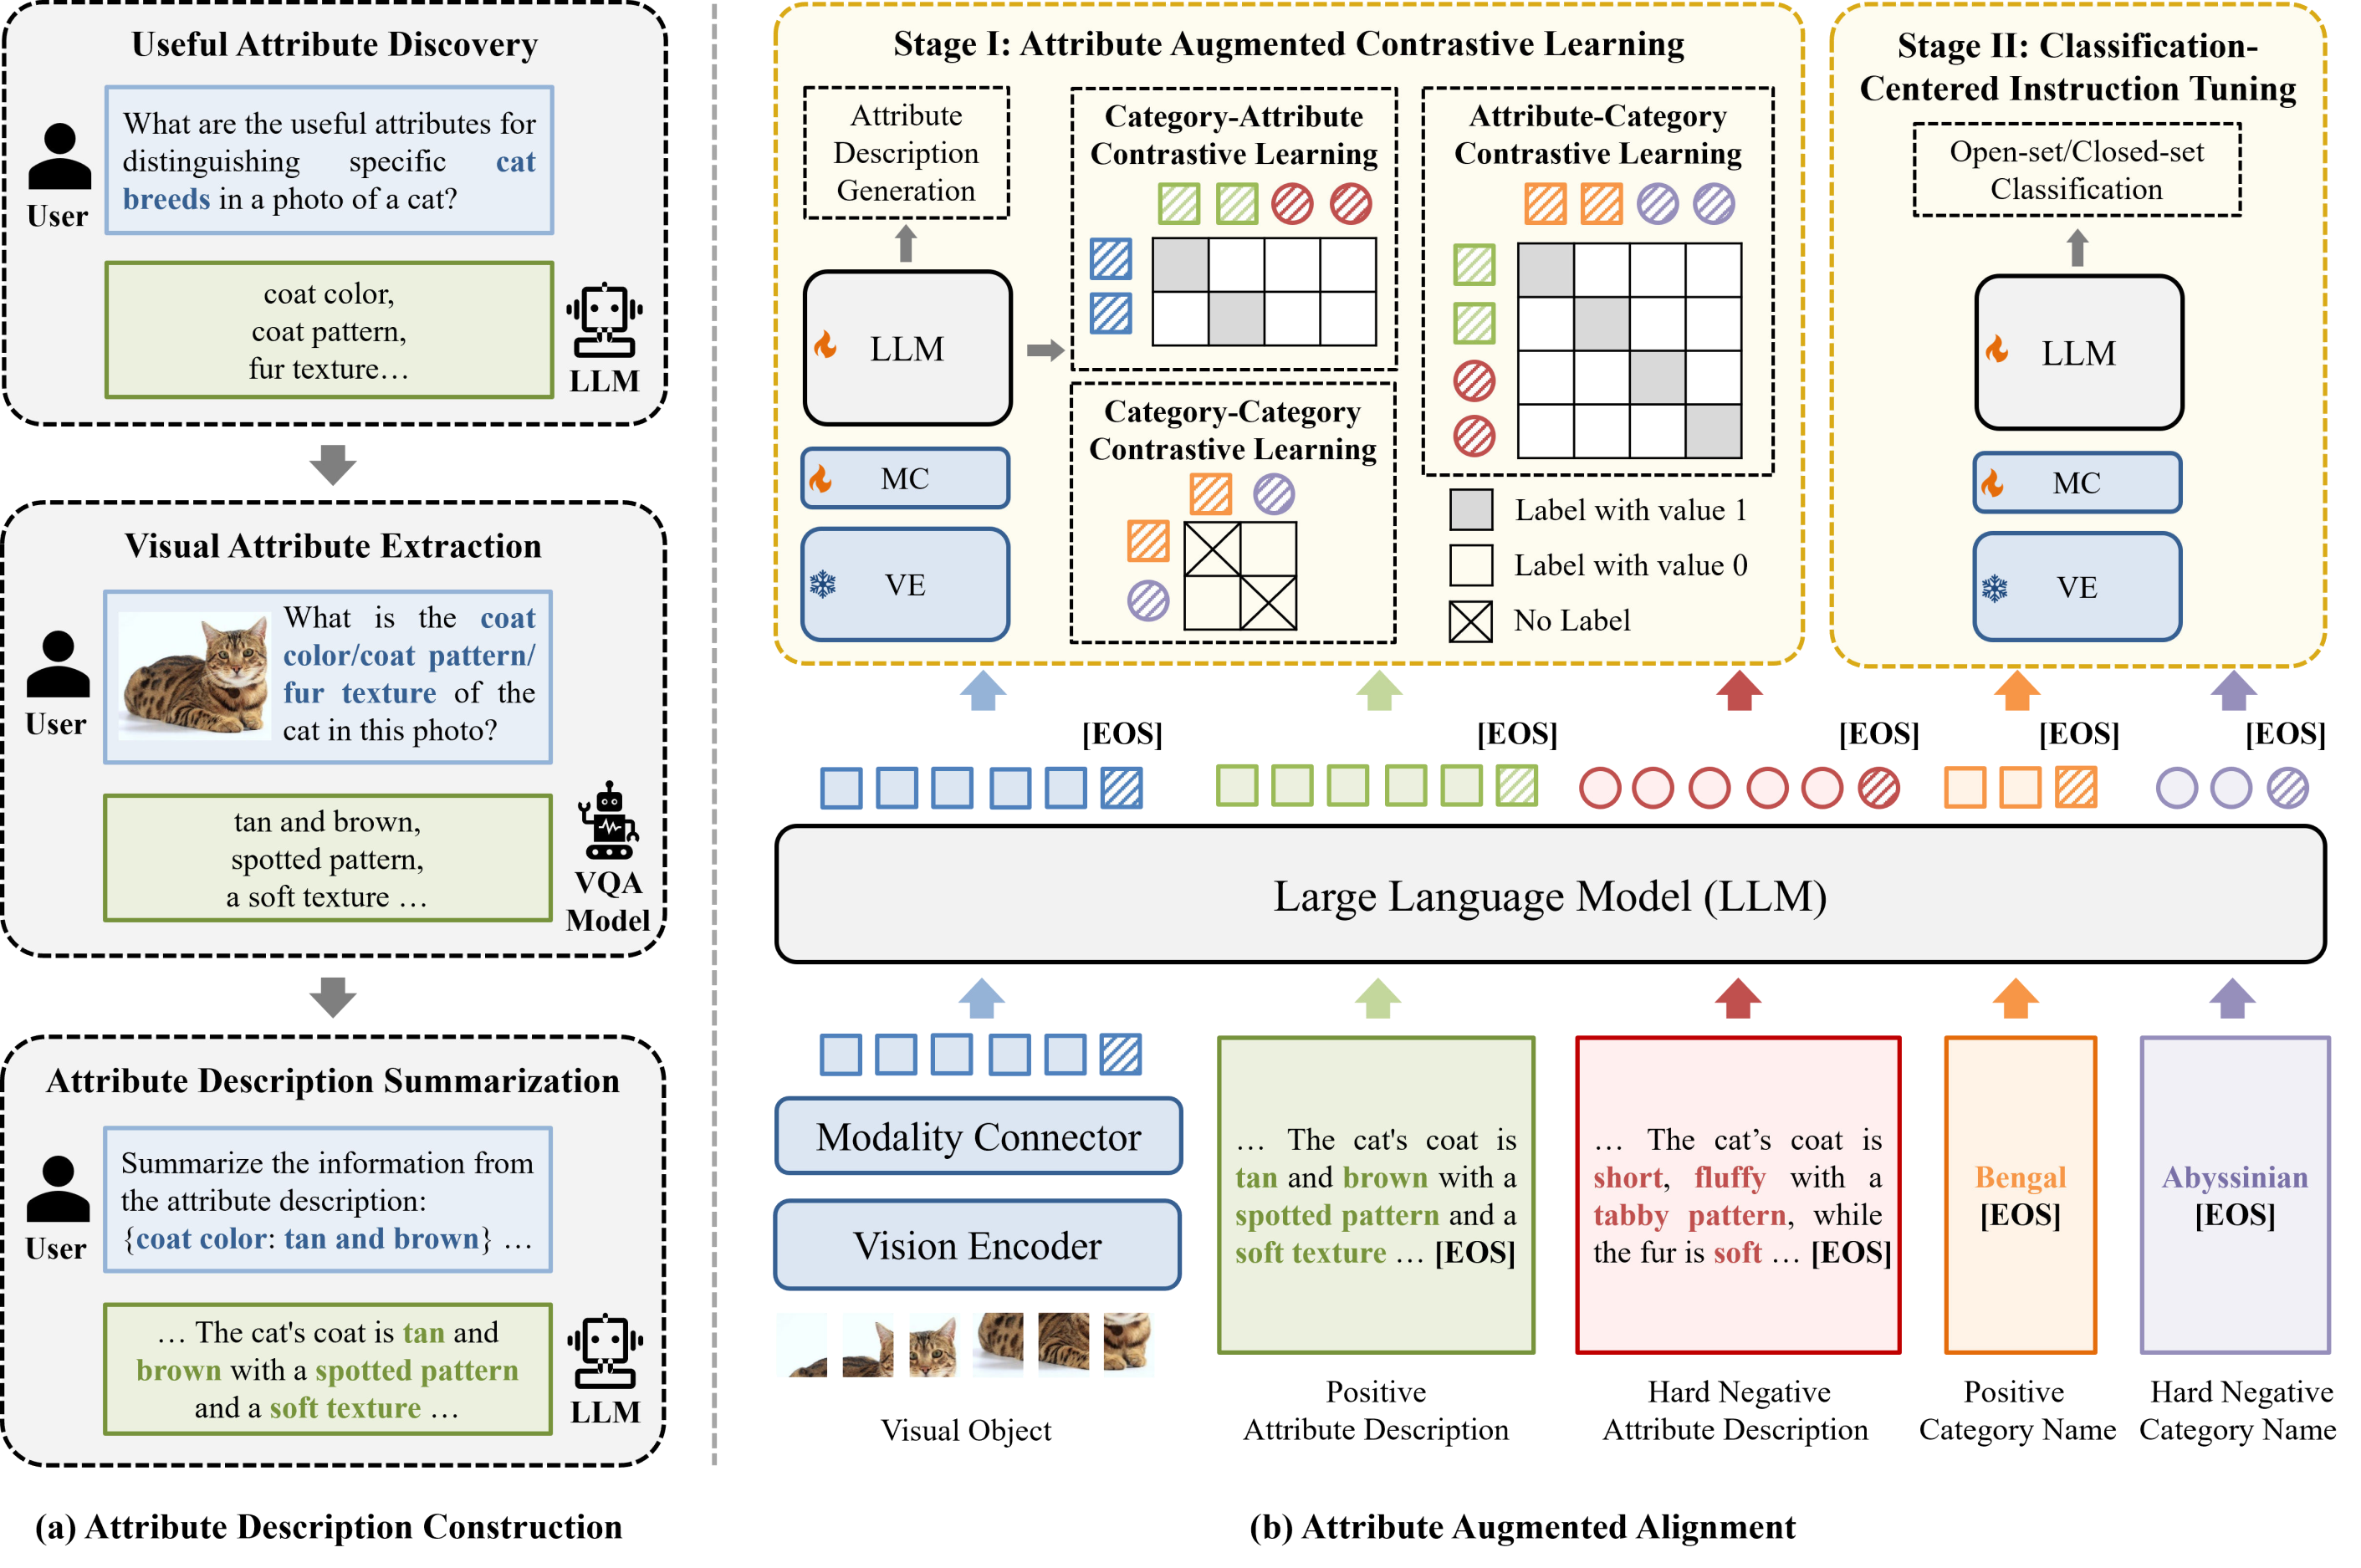 Useful Attribute Discovery
What are the useful attributes for
distinguishing specific cat
breeds in a photo of a cat?
User
coat color,
coat pattern,
fur texture…
LLM
Visual Attribute Extraction
What is the coat
color/coat pattern/
fur texture of the
cat in this photo?
User
tan and brown,
spotted pattern,
a soft texture …
VQA
Model
Attribute Description Summarization
Summarize the information from
the attribute description:
{coat color: tan and brown} …
User
… The cat's coat is tan and
brown with a spotted pattern
and a soft texture …
LLM
(a) Attribute Description Construction
Stage I: Attribute Augmented Contrastive Learning
Attribute
Description
Generation
LLM
MC
VE
Category-Attribute
Contrastive Learning
Category-Category
Contrastive Learning
Attribute-Category
Contrastive Learning
Label with value 1
Label with value 0
No Label
Stage II: Classification-
Centered Instruction Tuning
Open-set/Closed-set
Classification
LLM
MC
VE
[EOS]
[EOS]
[EOS]
[EOS]
[EOS]
Large Language Model (LLM)
Modality Connector
Vision Encoder
Visual Object
… The cat's coat is
tan and brown with a
spotted pattern and a
soft texture … [EOS]
Positive
Attribute Description
… The cat’s coat is
short, fluffy with a
tabby pattern, while
the fur is soft … [EOS]
Hard Negative
Attribute Description
Bengal
[EOS]
Positive
Category Name
Abyssinian
[EOS]
Hard Negative
Category Name
(b) Attribute Augmented Alignment